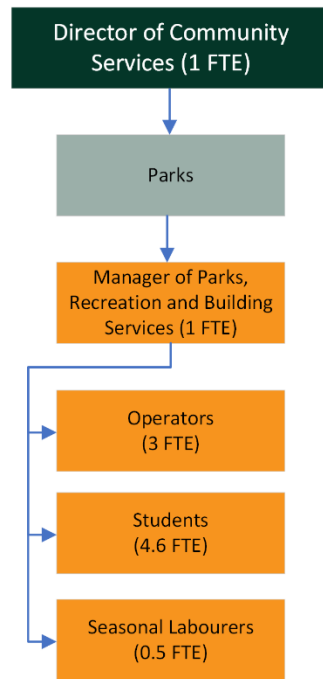 Director of Community
Services (1 FTE)
Parks
Manager of Parks,
Recreation and Building
Services (1 FTE)
Operators
(3 FTE)
Students
(4.6 FTE)
Seasonal Labourers
(0.5 FTE)